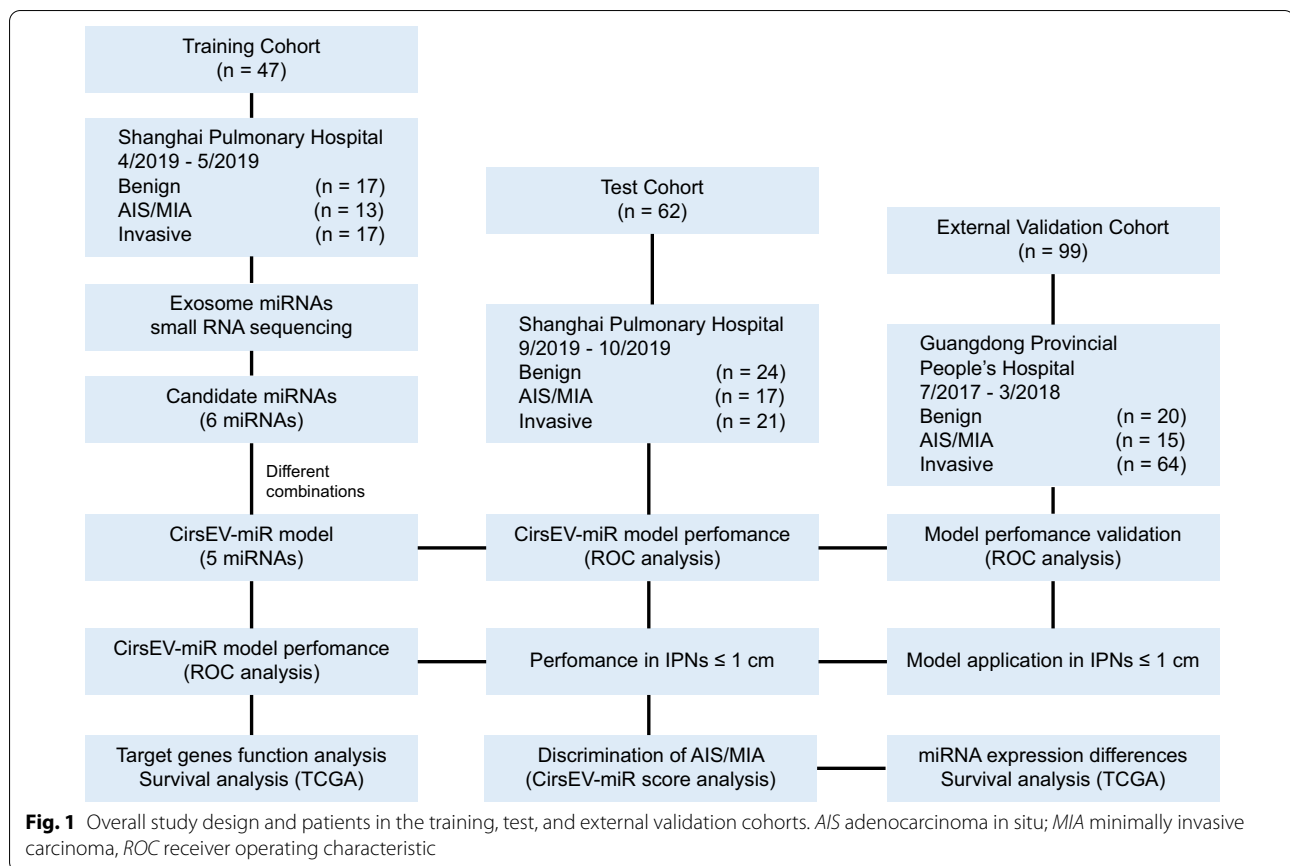 Training Cohort
(n = 47)
Shanghai Pulmonary Hospital
4/2019 - 5/2019
Benign (n = 17)
AIS/MIA (n = 13)
Invasive (n = 17)
Exosome miRNAs
small RNA sequencing
Candidate miRNAs
(6 miRNAs)
Different
combinations
CirsEV-miR model
(5 miRNAs)
CirsEV-miR model perfomance
(ROC analysis)
Target genes function analysis
Survival analysis (TCGA)
Test Cohort
(n = 62)
Shanghai Pulmonary Hospital
9/2019 - 10/2019
Benign (n = 24)
AIS/MIA (n = 17)
Invasive (n = 21)
CirsEV-miR model perfomance
(ROC analysis)
Perfomance in IPNs ≤ 1 cm
Discrimination of AIS/MIA
(CirsEV-miR score analysis)
External Validation Cohort
(n = 99)
Guangdong Provincial
People's Hospital
7/2017 - 3/2018
Benign (n = 20)
AIS/MIA (n = 15)
Invasive (n = 64)
Model perfomance validation
(ROC analysis)
Model application in IPNs ≤ 1 cm
miRNA expression differences
Survival analysis (TCGA)
Fig. 1 Overall study design and patients in the training, test, and external validation cohorts. AIS adenocarcinoma in situ; MIA minimally invasive
carcinoma, ROC receiver operating characteristic